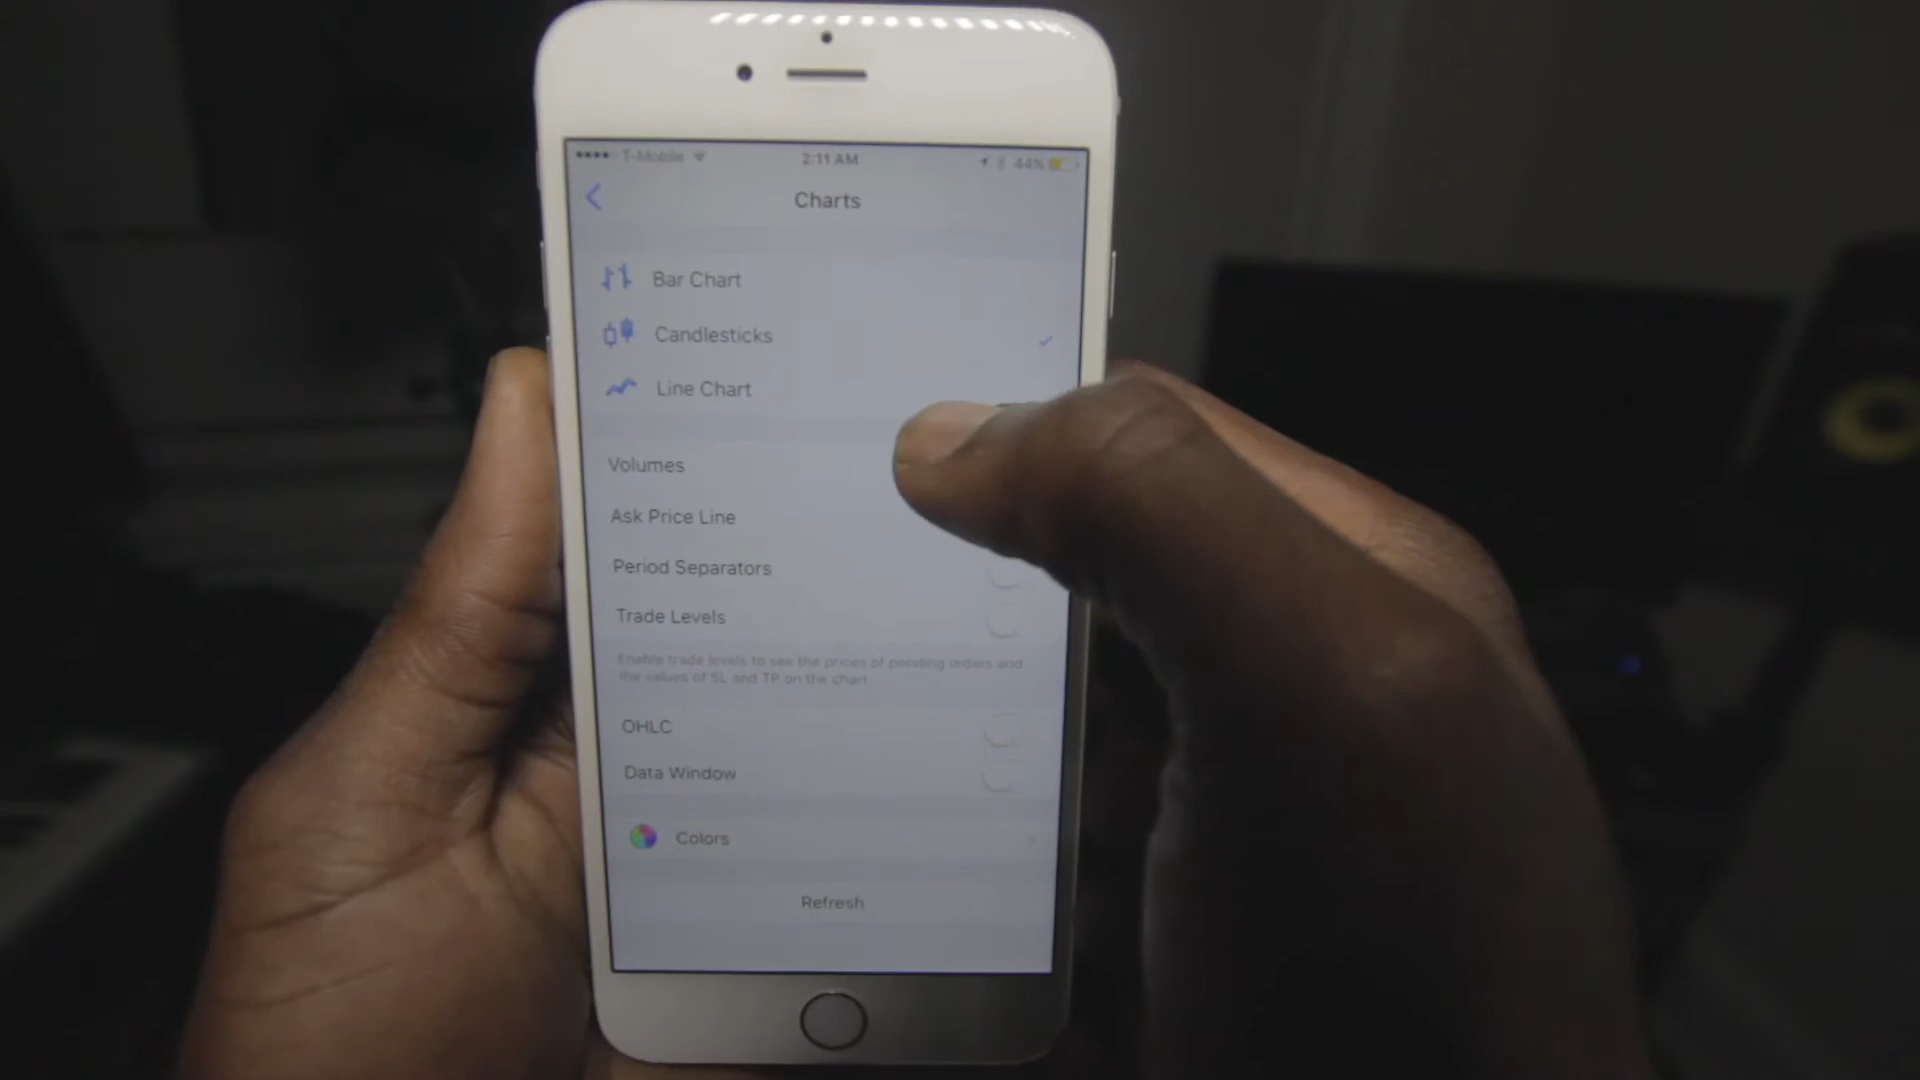 T-Mobile 2:11 AM 44%
Charts
Bar Chart
Candlesticks
Line Chart
Volumes
Ask Price Line
Period Separators
Trade Levels
Enable trade levels to see the prices of pending orders and
the values of SL and TP on the chart
OHLC
Data Window
Colors
Refresh